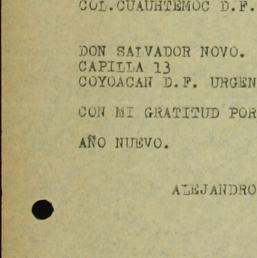 COL.CUAUHTEMOC D.F.
DON SALVADOR NOVO.
CAPILLA 13
COYOACAN D.F. URGEN
CON MI GRATITUD POR
AÑO NUEVO.
ALEJANDRO